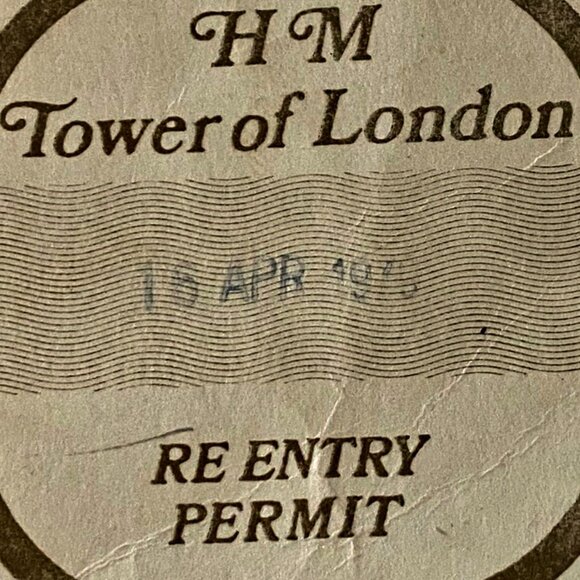 H M
Tower of London
APR
RE ENTRY
PERMIT